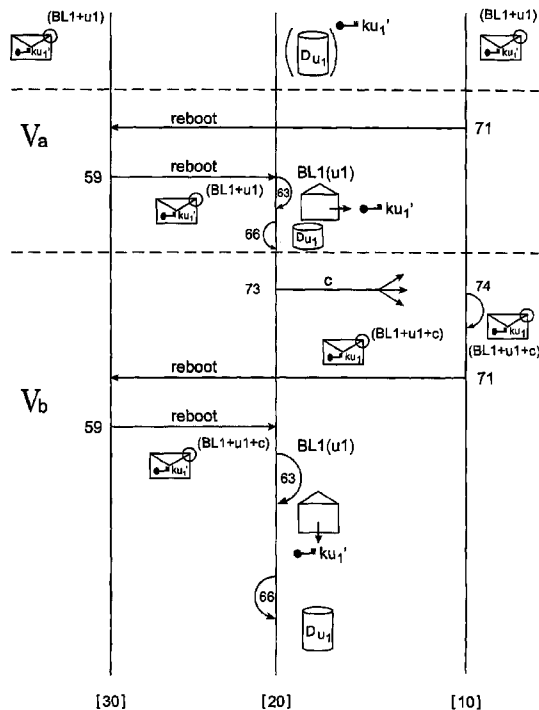 (BL1+u1)
ku1'
ku1'
Du1
(BL1+u1)
ku1'
Va
reboot
71
59
reboot
BL1(u1)
(BL1+u1)
63
ku1'
ku1'
66
Du1
73
c
74
(BL1+u1+c)
ku1
ku1'
(BL1+u1+c)
Vb
reboot
71
59
reboot
(BL1+u1+c)
BL1(u1)
ku1'
63
ku1'
66
Du1
[30]
[20]
[10]